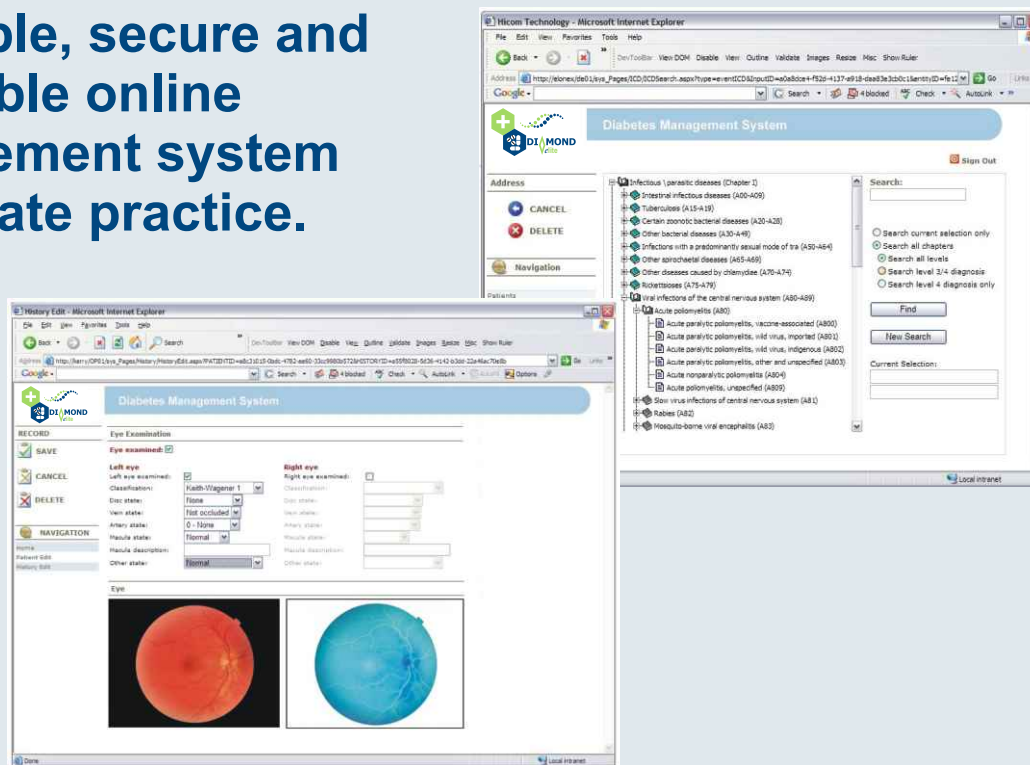 ble, secure and
ble online
ement system
ate practice.
Hicom Technology - Microsoft Internet Explorer
File Edit View Favorites Tools Help
Back DevToolBar View DOM Disable View Outline Validate Images Resize Misc Show Ruler
Address Go Links
Google Search 4 blocked Check AutoLink
DIAMOND
elite
Diabetes Management System
Sign Out
Address
CANCEL
DELETE
Navigation
Patients
Infectious \ parasitic diseases (Chapter I)
Intestinal infectious diseases (A00-A09)
Tuberculosis (A15-A19)
Certain zoonotic bacterial diseases (A20-A28)
Other bacterial diseases (A30-A49)
Infections with a predominantly sexual mode of tra (A50-A64)
Other spirochaetal diseases (A65-A69)
Other diseases caused by chlamydiae (A70-A74)
Rickettsioses (A75-A79)
Viral infections of the central nervous system (A80-A89)
Acute poliomyelitis (A80)
Acute paralytic poliomyelitis, vaccine-associated (A800)
Acute paralytic poliomyelitis, wild virus, imported (A801)
Acute paralytic poliomyelitis, wild virus, indigenous (A802)
Acute paralytic poliomyelitis, other and unspecified (A803)
Acute nonparalytic poliomyelitis (A804)
Acute poliomyelitis, unspecified (A809)
Slow virus infections of central nervous system (A81)
Rabies (A82)
Mosquito-borne viral encephalitis (A83)
Search:
Search current selection only
Search all chapters
Search all levels
Search level 3/4 diagnosis
Search level 4 diagnosis only
Find
New Search
Current Selection:
Local intranet
History Edit - Microsoft Internet Explorer
File Edit View Favorites Tools Help
Back Search DevToolBar View DOM Disable View Outline Validate Images Resize Misc Show Ruler
Address Go Links
Google Search 4 blocked Check AutoLink Options
DIAMOND
elite
Diabetes Management System
RECORD
SAVE
CANCEL
DELETE
NAVIGATION
Home
Patient Edit
History Edit
Eye Examination
Eye examined:
Left eye Right eye
Left eye examined: Right eye examined:
Classification: Keith-Wagener 1 Classification:
Disc state: None Disc state:
Vein state: Not occluded Vein state:
Artery state: 0 - None Artery state:
Macula state: Normal Macula state:
Macula description: Macula description:
Other state: Normal Other state:
Eye
Done Local intranet